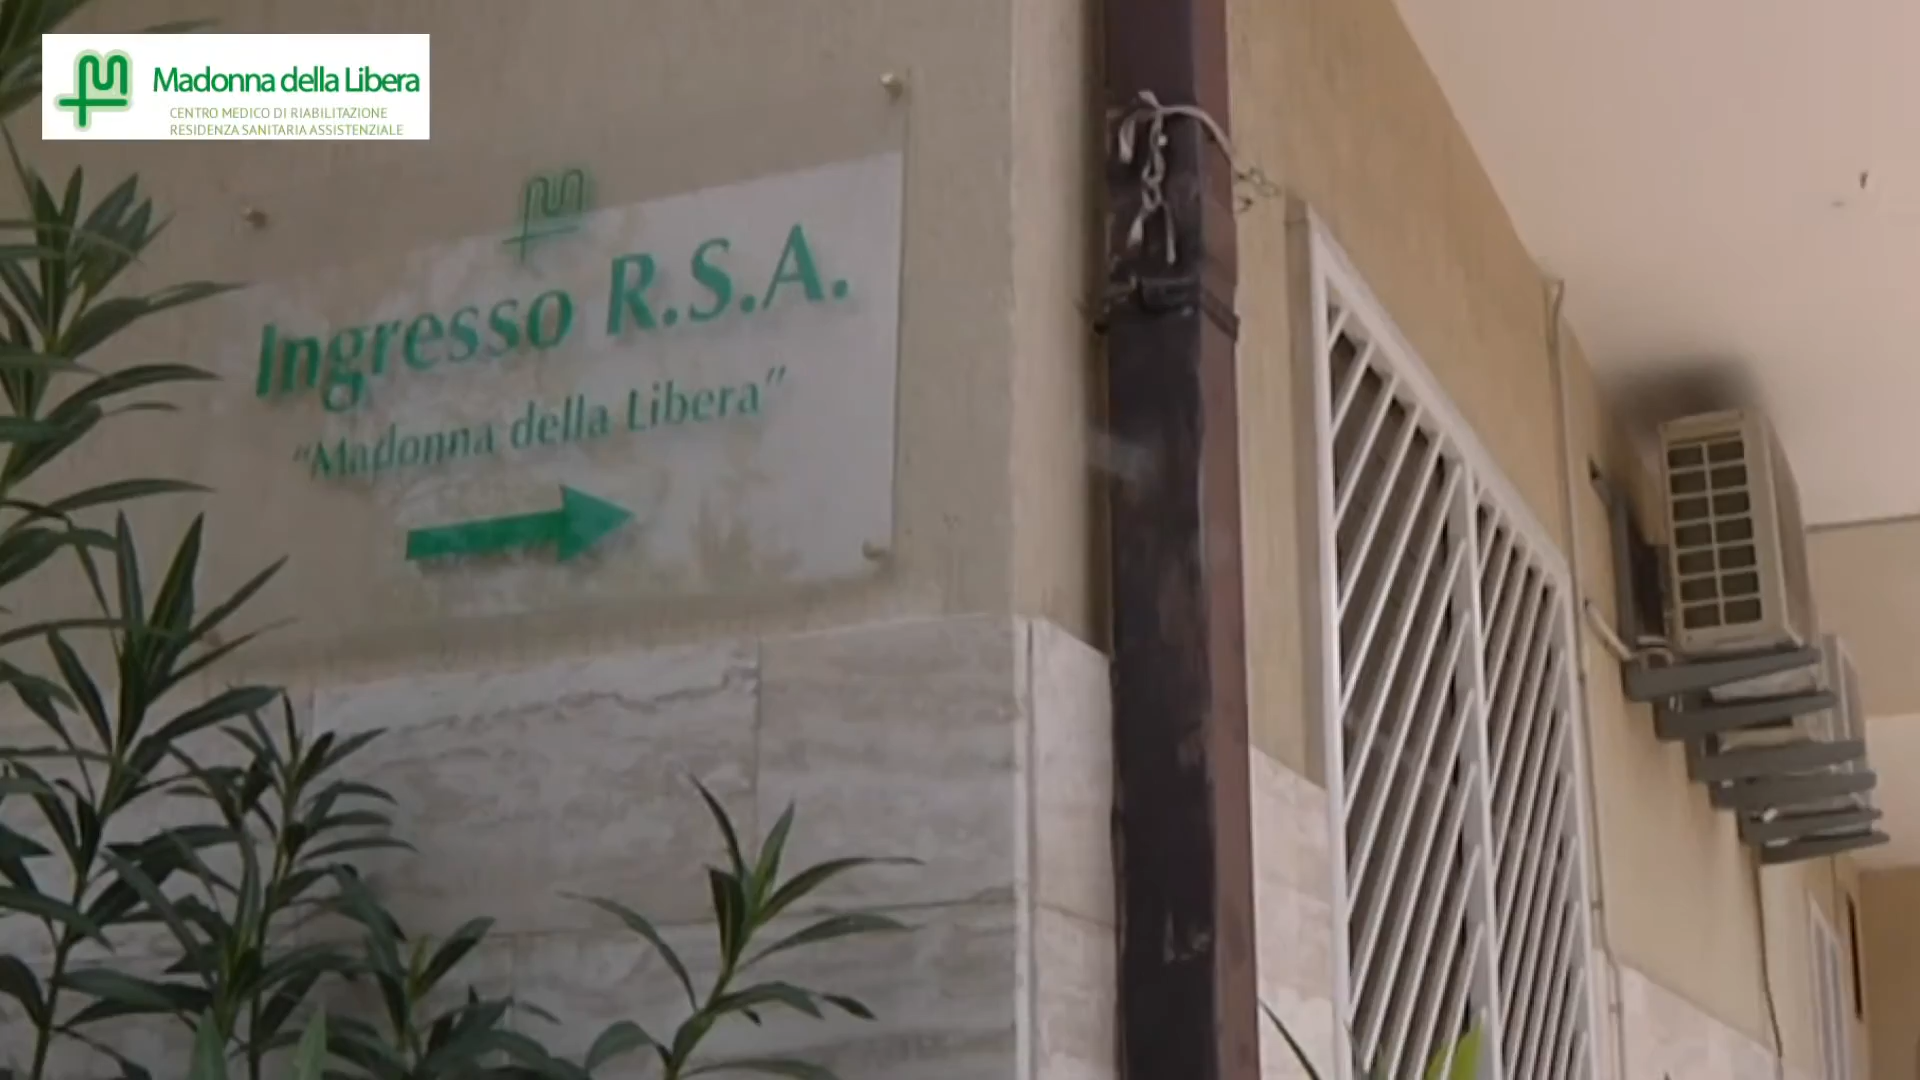 Madonna della Libera
CENTRO MEDICO DI RIABILITAZIONE
RESIDENZA SANITARIA ASSISTENZIALE
Ingresso R.S.A.
"Madonna della Libera"